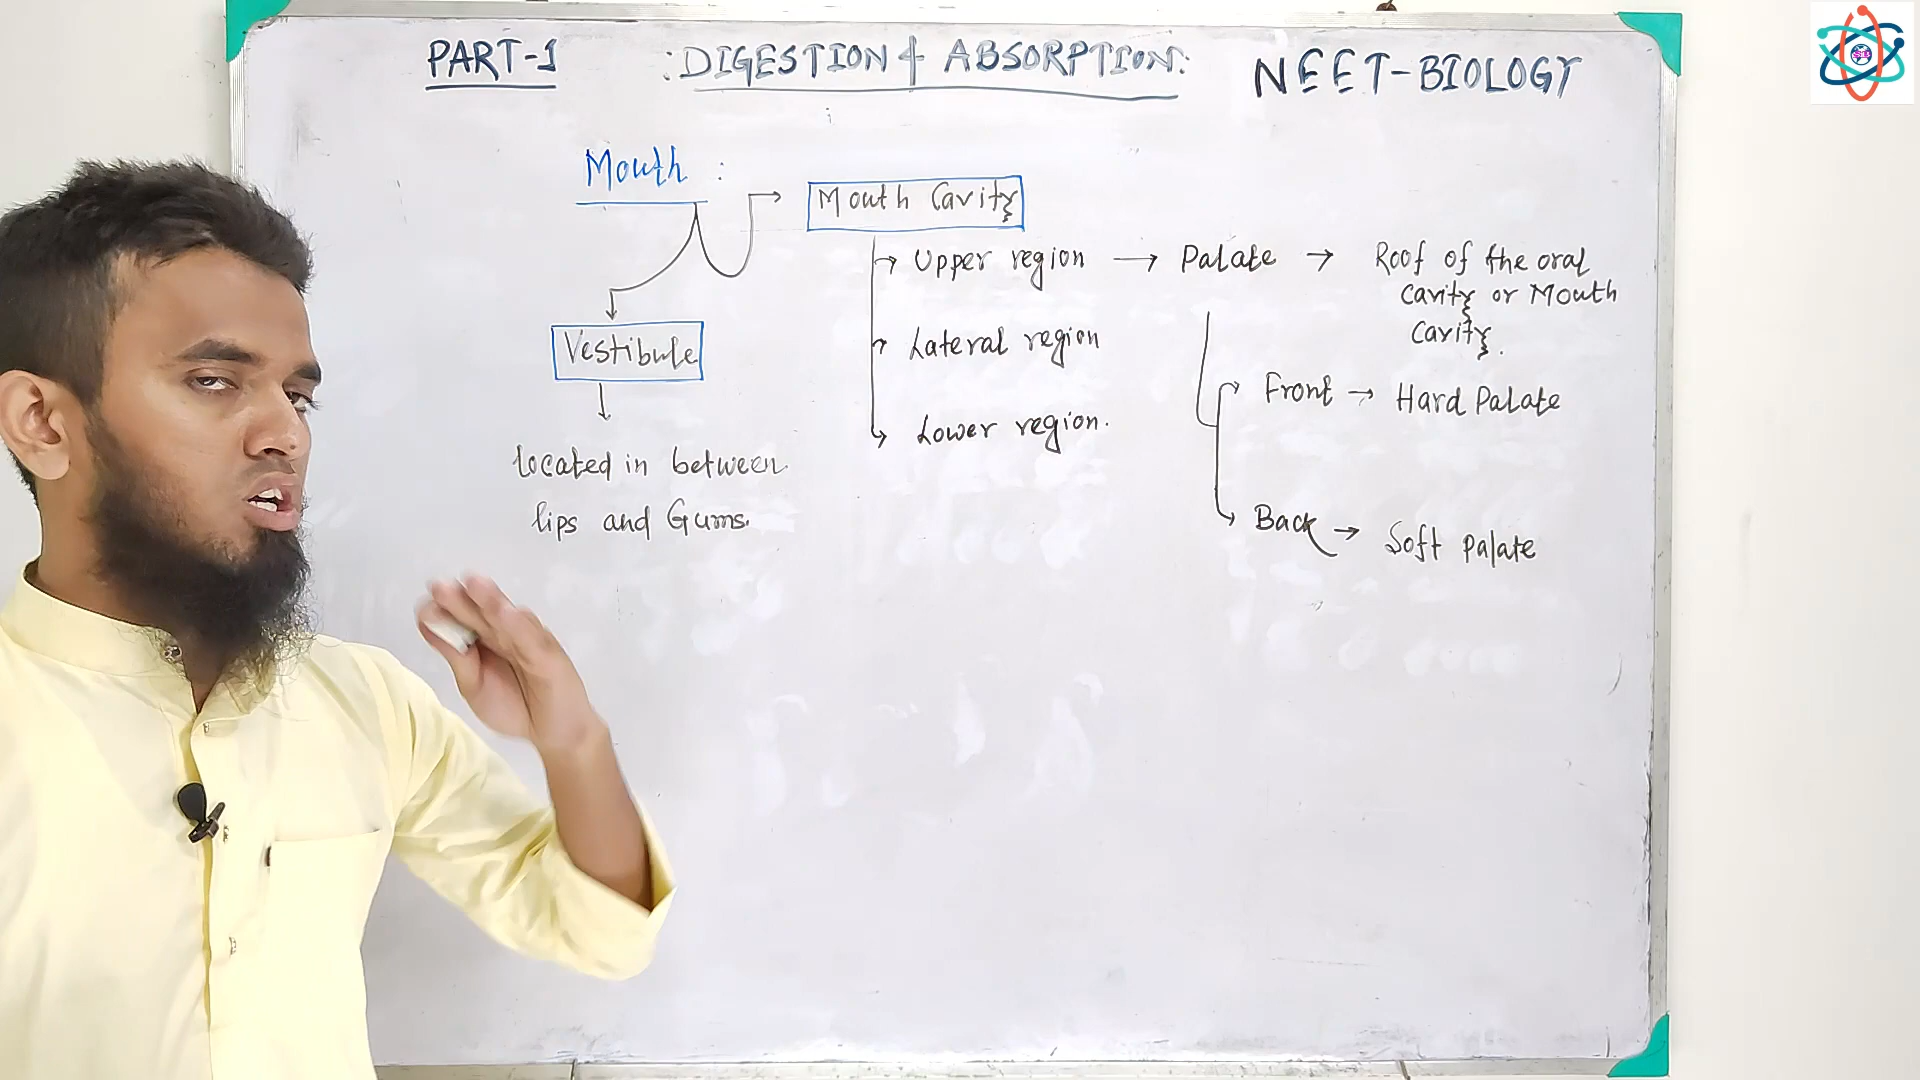 PART-1 :DIGESTION & ABSORPTION: NEET-BIOLOGY
Mouth :
Mouth Cavity
Upper region → Palate → Roof of the oral
cavity or Mouth
Cavity.
Lateral region
Vestibule
Front → Hard Palate
Lower region.
located in between
lips and Gums.
Back → Soft Palate